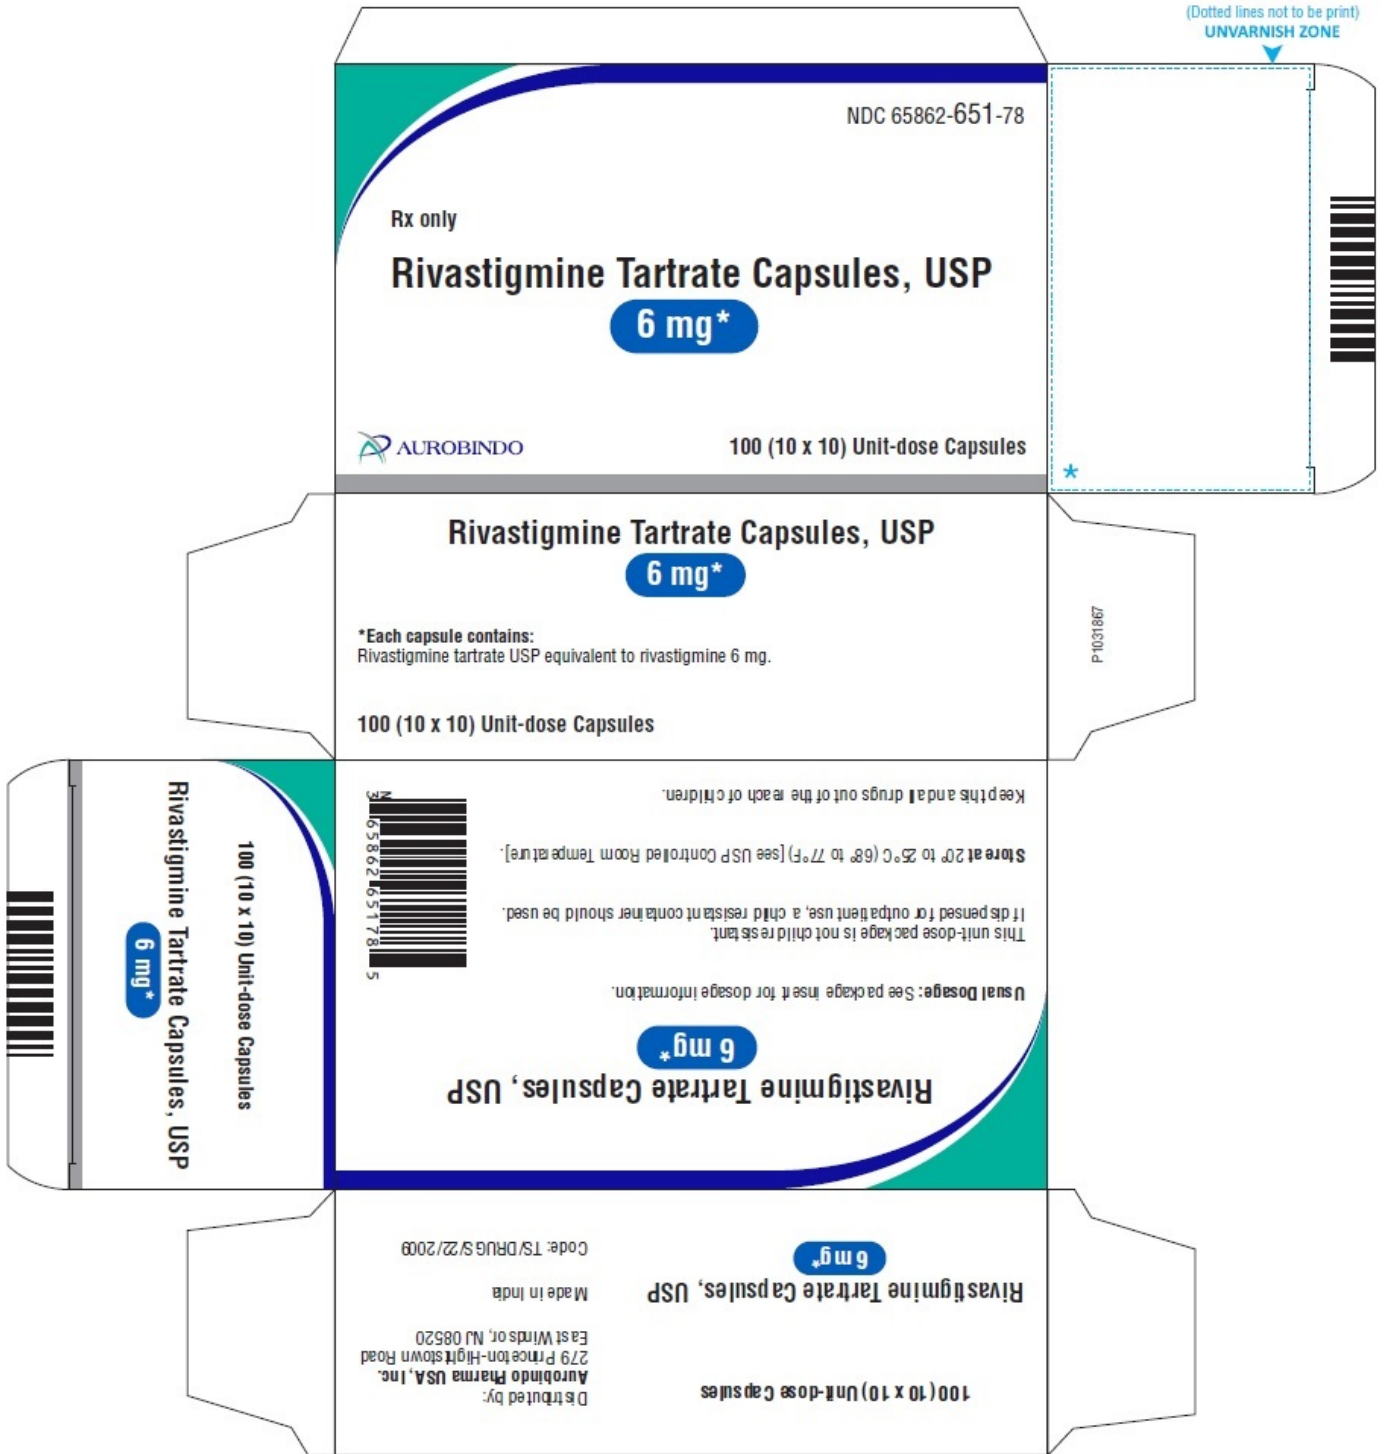 (Dotted lines not to be print)
UNVARNISH ZONE
NDC 65862-651-78
Rx only
Rivastigmine Tartrate Capsules, USP
6 mg*
AUROBINDO
100 (10 x 10) Unit-dose Capsules
*
Rivastigmine Tartrate Capsules, USP
6 mg*
*Each capsule contains:
Rivastigmine tartrate USP equivalent to rivastigmine 6 mg.
100 (10 x 10) Unit-dose Capsules
P1031867
100 (10 x 10) Unit-dose Capsules
Rivastigmine Tartrate Capsules, USP
6 mg*
Rivastigmine Tartrate Capsules, USP
6 mg*
Usual Dosage: See package insert for dosage information.
This unit-dose package is not child resistant.
If dispensed for outpatient use, a child resistant container should be used.
Store at 20° to 25°C (68° to 77°F) [see USP Controlled Room Temperature].
Keep this and all drugs out of the reach of children.
N
3 65862 65178 5
100 (10 x 10) Unit-dose Capsules
Rivastigmine Tartrate Capsules, USP
6 mg*
Distributed by:
Aurobindo Pharma USA, Inc.
279 Princeton-Hightstown Road
East Windsor, NJ 08520
Made in India
Code: TS/DRUGS/22/2009